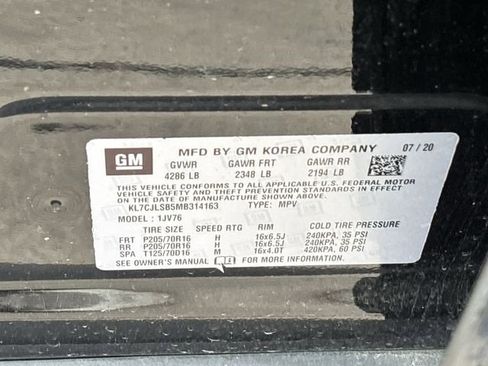 GM MFD BY GM KOREA COMPANY 07/20
GVWR GAWR FRT GAWR RR
4286 LB 2348 LB 2194 LB
THIS VEHICLE CONFORMS TO ALL APPLICABLE U.S. FEDERAL MOTOR
VEHICLE SAFETY AND THEFT PREVENTION STANDARDS IN EFFECT ON
THE DATE OF MANUFACTURE SHOWN ABOVE.
KL7CJLSB5MB314163 TYPE: MPV
MODEL: 1JV76
TIRE SIZE SPEED RTG RIM COLD TIRE PRESSURE
FRT P205/70R16 H 16x6.5J 240KPA, 35 PSI
RR P205/70R16 H 16x6.5J 240KPA, 35 PSI
SPA T125/70D16 M 16x4.0T 420KPA, 60 PSI
SEE OWNER'S MANUAL FOR MORE INFORMATION.